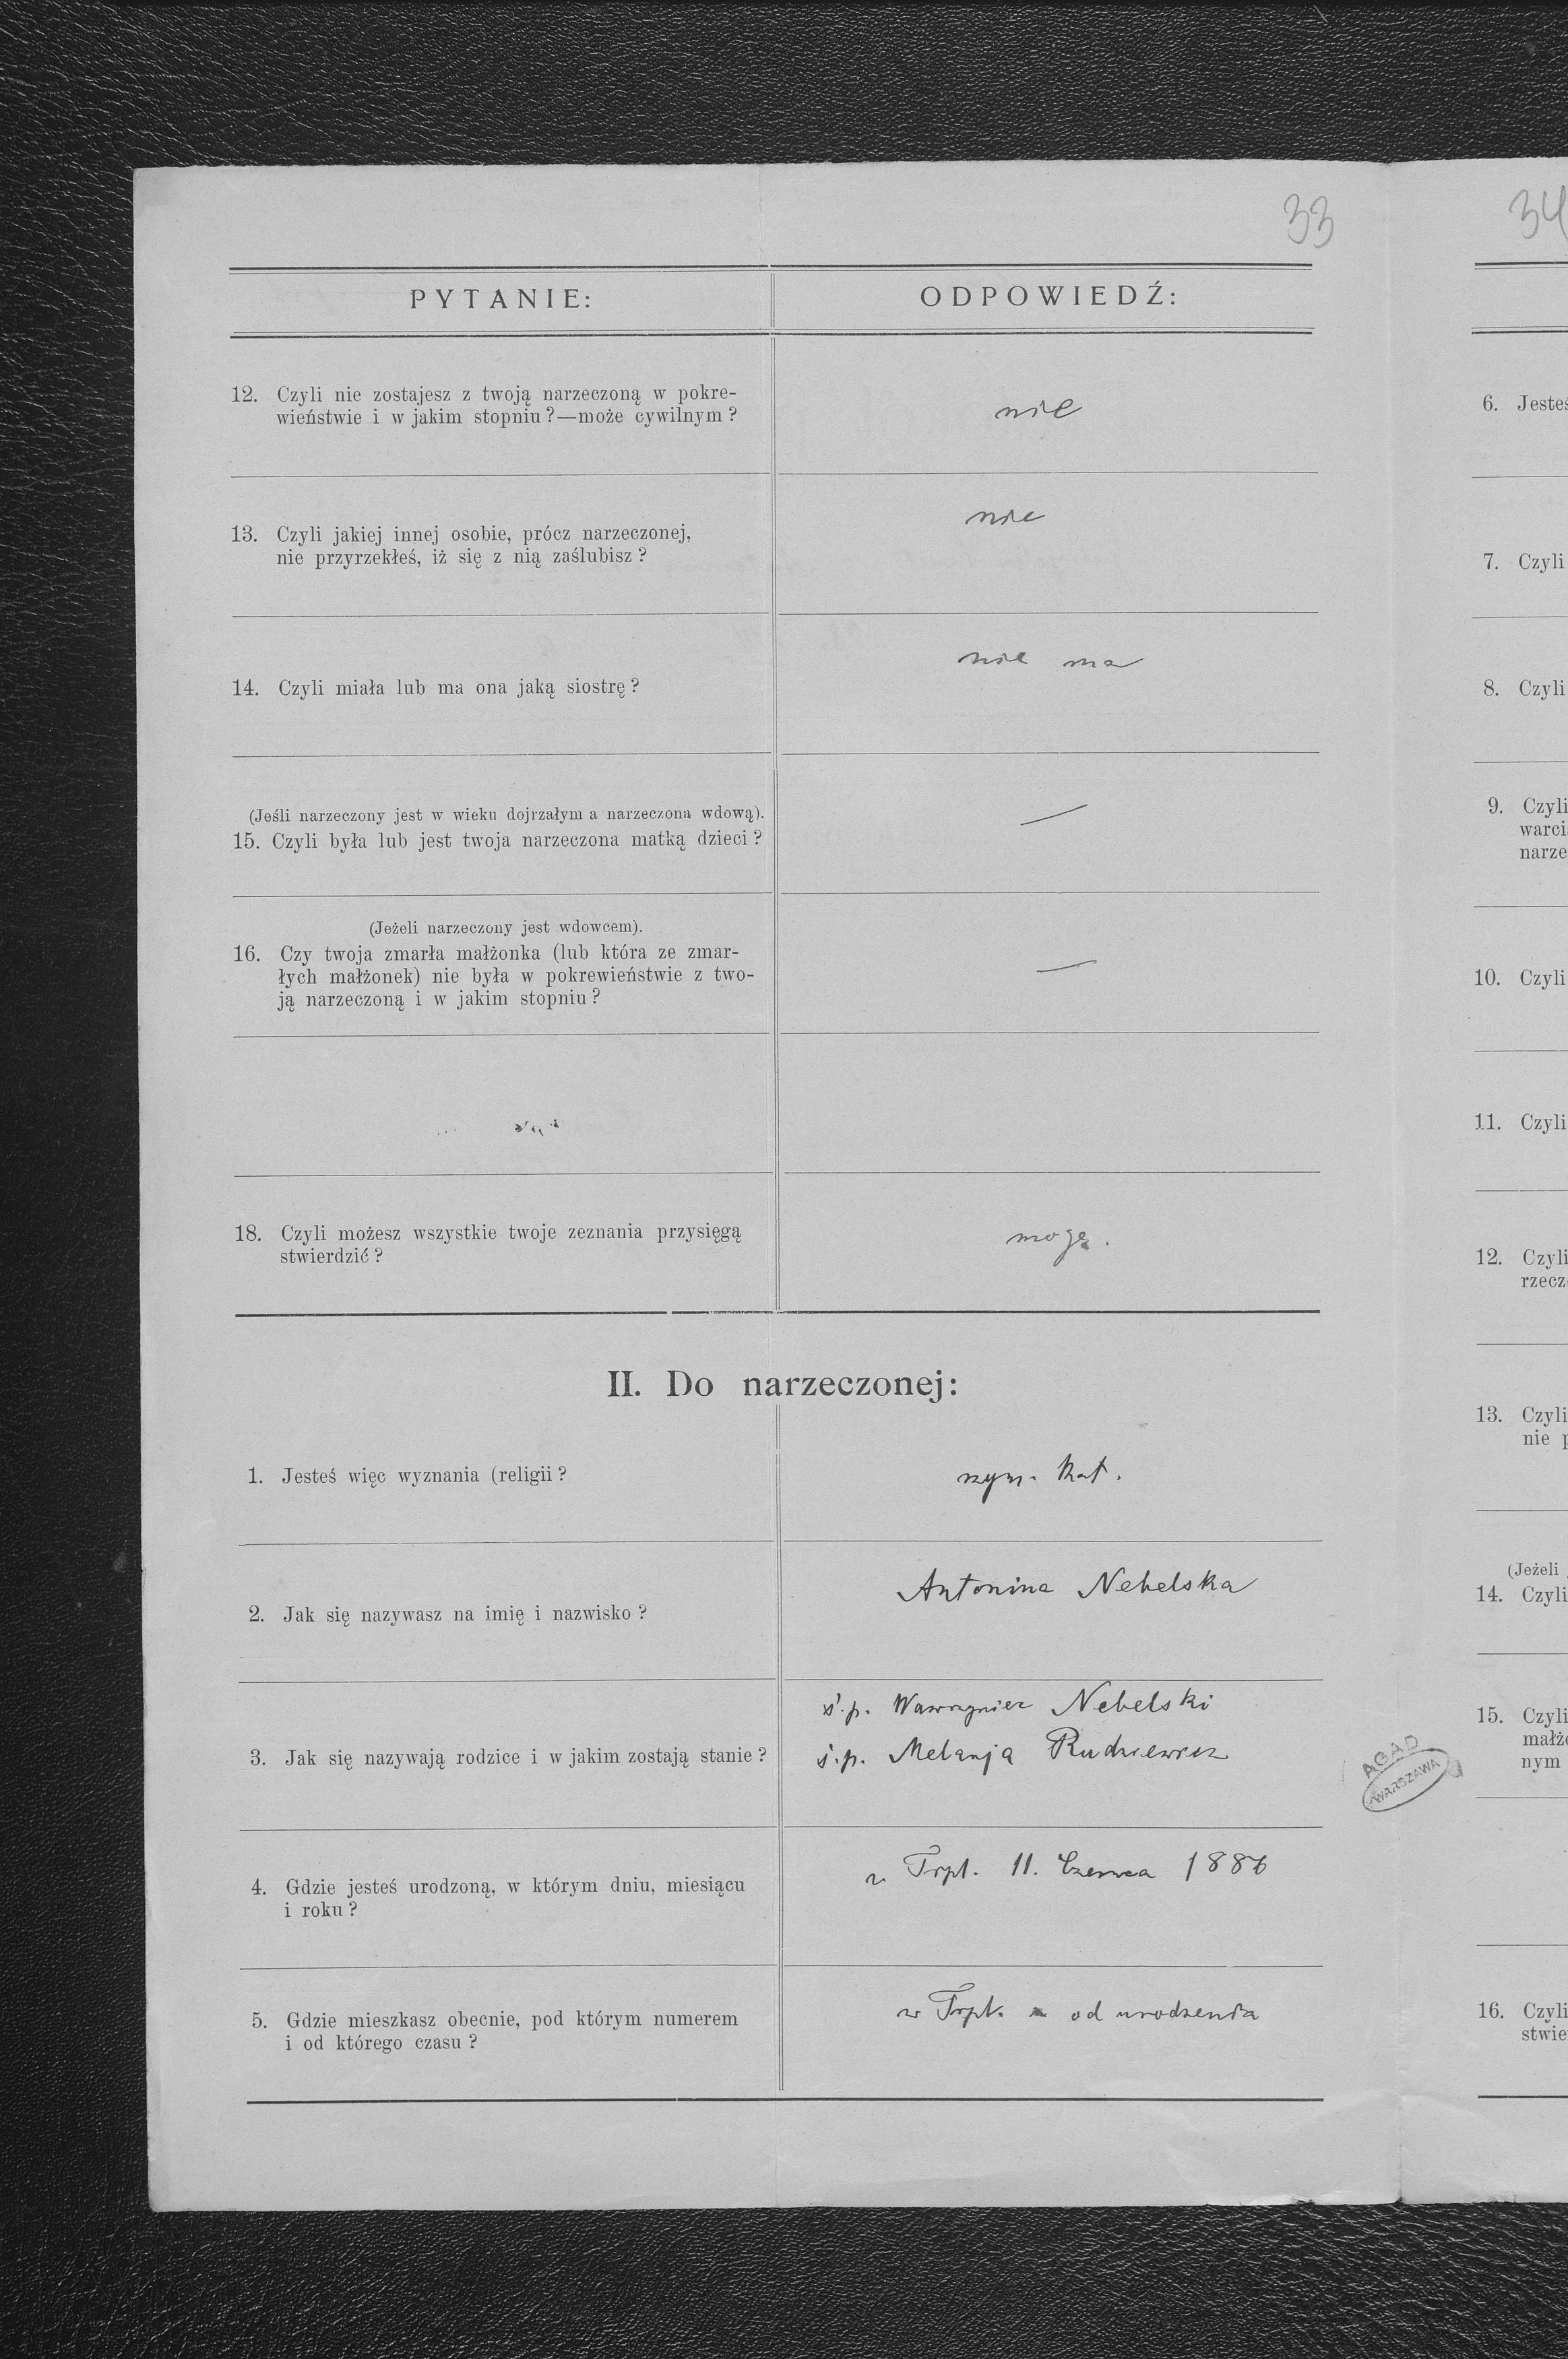 33
PYTANIE:
ODPOWIEDŹ:
12. Czyli nie zostajesz z twoją narzeczoną w pokre-
wieństwie i w jakim stopniu?—może cywilnym?
nie
13. Czyli jakiej innej osobie, prócz narzeczonej,
nie przyrzekłeś, iż się z nią zaślubisz?
nie
14. Czyli miała lub ma ona jaką siostrę?
nie ma
(Jeśli narzeczony jest w wieku dojrzałym a narzeczona wdową).
15. Czyli była lub jest twoja narzeczona matką dzieci?
—
(Jeżeli narzeczony jest wdowcem).
16. Czy twoja zmarła małżonka (lub która ze zmar-
łych małżonek) nie była w pokrewieństwie z two-
ją narzeczoną i w jakim stopniu?
—
18. Czyli możesz wszystkie twoje zeznania przysięgą
stwierdzić?
mogę.
II. Do narzeczonej:
1. Jesteś więc wyznania (religii?
rzym. kat.
2. Jak się nazywasz na imię i nazwisko?
Antonina Nebelska
3. Jak się nazywają rodzice i w jakim zostają stanie?
ś.p. Wawrzyniec Nebelski
ś.p. Melanja Rudziewicz
4. Gdzie jesteś urodzoną, w którym dniu, miesiącu
i roku?
w Trpl. 11. Czerwca 1886
5. Gdzie mieszkasz obecnie, pod którym numerem
i od którego czasu?
w Trpl. od urodzenia
AGAD
WARSZAWA
34
6. Jesteś
7. Czyli
8. Czyli
9. Czyli
warci
narze
10. Czyli
11. Czyli
12. Czyli
rzecz
13. Czyli
nie p
(Jeżeli
14. Czyli
15. Czyli
małż
nym
16. Czyli
stwie